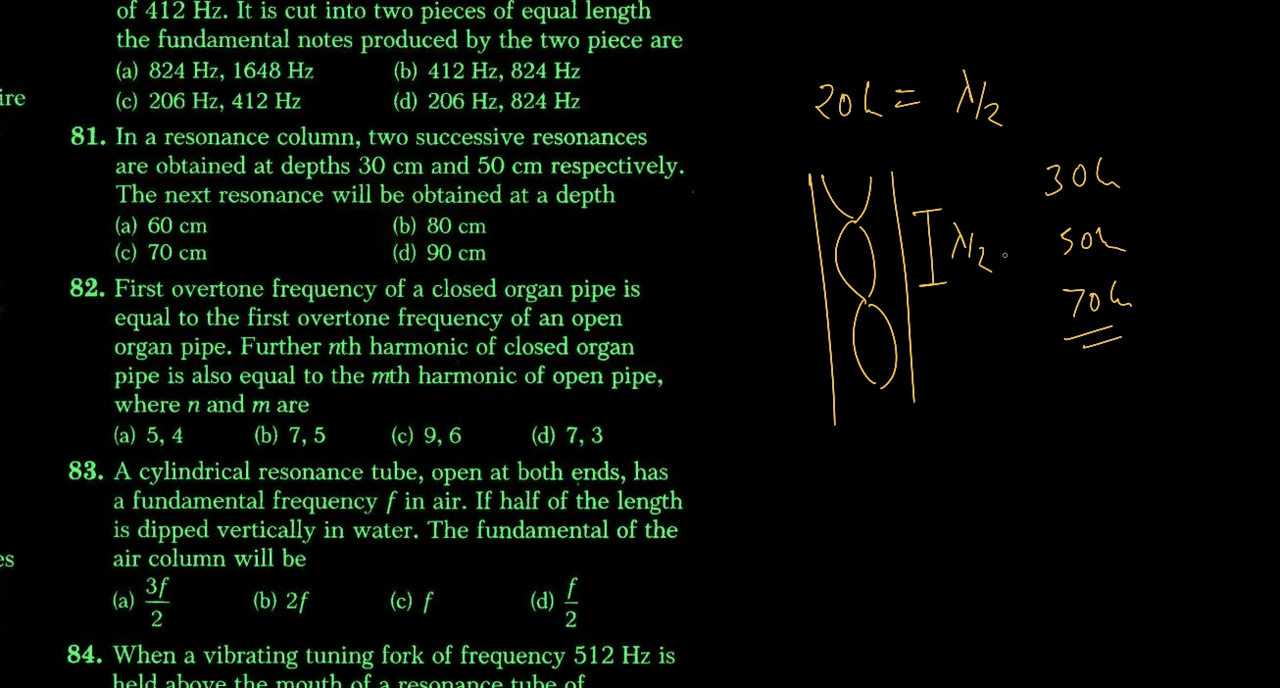 of 412 Hz. It is cut into two pieces of equal length
the fundamental notes produced by the two piece are
(a) 824 Hz, 1648 Hz (b) 412 Hz, 824 Hz
ire
(c) 206 Hz, 412 Hz (d) 206 Hz, 824 Hz
81. In a resonance column, two successive resonances
are obtained at depths 30 cm and 50 cm respectively.
The next resonance will be obtained at a depth
(a) 60 cm (b) 80 cm
(c) 70 cm (d) 90 cm
82. First overtone frequency of a closed organ pipe is
equal to the first overtone frequency of an open
organ pipe. Further nth harmonic of closed organ
pipe is also equal to the mth harmonic of open pipe,
where n and m are
(a) 5, 4 (b) 7, 5 (c) 9, 6 (d) 7, 3
83. A cylindrical resonance tube, open at both ends, has
a fundamental frequency f in air. If half of the length
is dipped vertically in water. The fundamental of the
es
air column will be
(a) 3f/2 (b) 2f (c) f (d) f/2
84. When a vibrating tuning fork of frequency 512 Hz is
held above the mouth of a resonance tube of
λ/2
λ/2